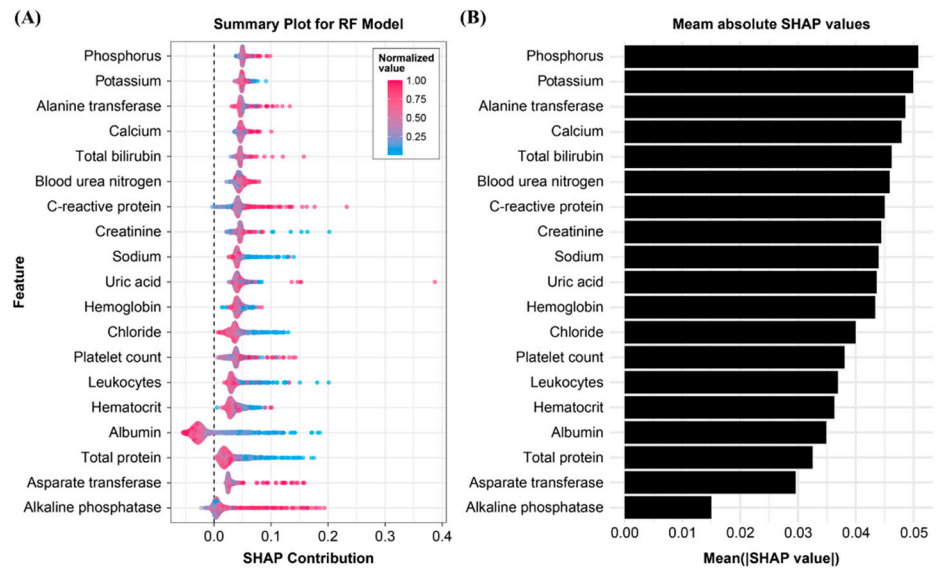 (A)
Summary Plot for RF Model
Feature
Phosphorus
Potassium
Alanine transferase
Calcium
Total bilirubin
Blood urea nitrogen
C-reactive protein
Creatinine
Sodium
Uric acid
Hemoglobin
Chloride
Platelet count
Leukocytes
Hematocrit
Albumin
Total protein
Asparate transferase
Alkaline phosphatase
Normalized
value
1.00
0.75
0.50
0.25
0.0 0.1 0.2 0.3 0.4
SHAP Contribution
(B)
Meam absolute SHAP values
Phosphorus
Potassium
Alanine transferase
Calcium
Total bilirubin
Blood urea nitrogen
C-reactive protein
Creatinine
Sodium
Uric acid
Hemoglobin
Chloride
Platelet count
Leukocytes
Hematocrit
Albumin
Total protein
Asparate transferase
Alkaline phosphatase
0.00 0.01 0.02 0.03 0.04 0.05
Mean(|SHAP value|)